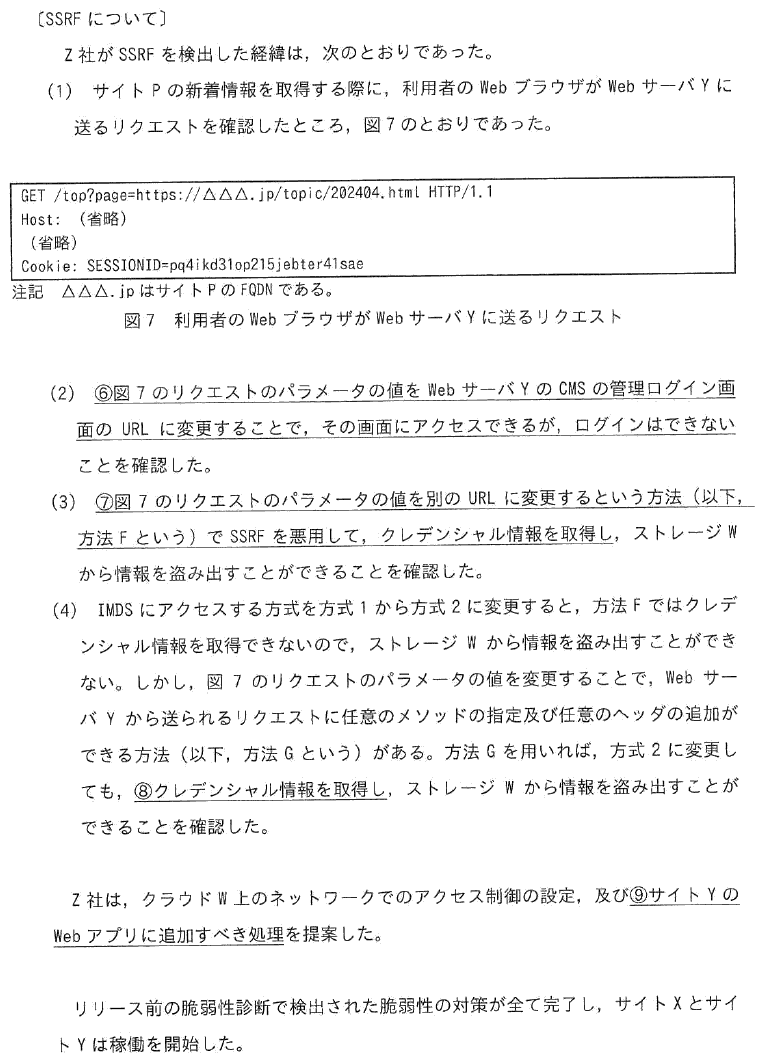 〔SSRF について〕
Z 社が SSRF を検出した経緯は，次のとおりであった。
(1) サイト P の新着情報を取得する際に，利用者の Web ブラウザが Web サーバ Y に
送るリクエストを確認したところ，図 7 のとおりであった。
GET /top?page=https://△△△.jp/topic/202404.html HTTP/1.1
Host: （省略）
（省略）
Cookie: SESSIONID=pq4ikd31op215jebter41sae
注記 △△△.jp はサイト P の FQDN である。
図 7 利用者の Web ブラウザが Web サーバ Y に送るリクエスト
(2) ⑥図 7 のリクエストのパラメータの値を Web サーバ Y の CMS の管理ログイン画
面の URL に変更することで，その画面にアクセスできるが，ログインはできない
ことを確認した。
(3) ⑦図 7 のリクエストのパラメータの値を別の URL に変更するという方法（以下，
方法 F という）で SSRF を悪用して，クレデンシャル情報を取得し，ストレージ W
から情報を盗み出すことができることを確認した。
(4) IMDS にアクセスする方式を方式 1 から方式 2 に変更すると，方法 F ではクレデ
ンシャル情報を取得できないので，ストレージ W から情報を盗み出すことができ
ない。しかし，図 7 のリクエストのパラメータの値を変更することで，Web サー
バ Y から送られるリクエストに任意のメソッドの指定及び任意のヘッダの追加が
できる方法（以下，方法 G という）がある。方法 G を用いれば，方式 2 に変更し
ても，⑧クレデンシャル情報を取得し，ストレージ W から情報を盗み出すことが
できることを確認した。
Z 社は，クラウド W 上のネットワークでのアクセス制御の設定，及び⑨サイト Y の
Web アプリに追加すべき処理を提案した。
リリース前の脆弱性診断で検出された脆弱性の対策が全て完了し，サイト X とサイ
ト Y は稼働を開始した。